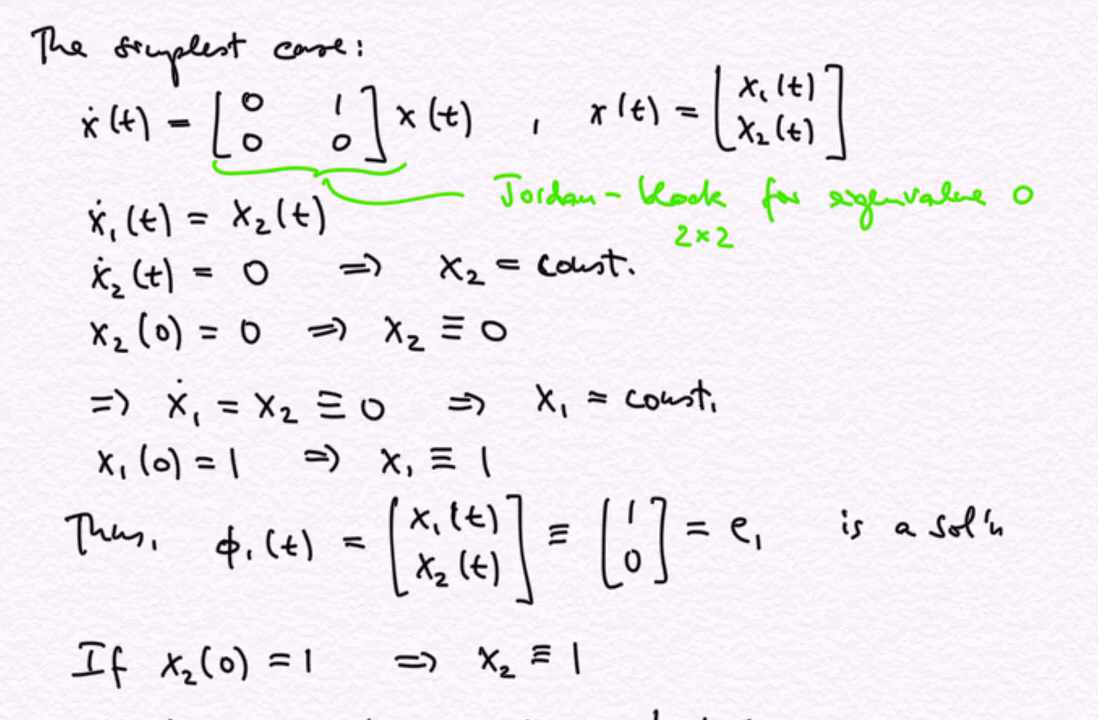 The simplest case:
ẋ(t) = [0 1; 0 0] x(t) , x(t) = [x₁(t); x₂(t)]
Jordan-block for eigenvalue 0
2×2
ẋ₁(t) = x₂(t)
ẋ₂(t) = 0 ⇒ x₂ = const.
x₂(0) = 0 ⇒ x₂ ≡ 0
⇒ ẋ₁ = x₂ ≡ 0 ⇒ x₁ = const.
x₁(0) = 1 ⇒ x₁ ≡ 1
Thus, ϕ₁(t) = [x₁(t); x₂(t)] ≡ [1; 0] = e₁ is a sol'n
If x₂(0) = 1 ⇒ x₂ ≡ 1